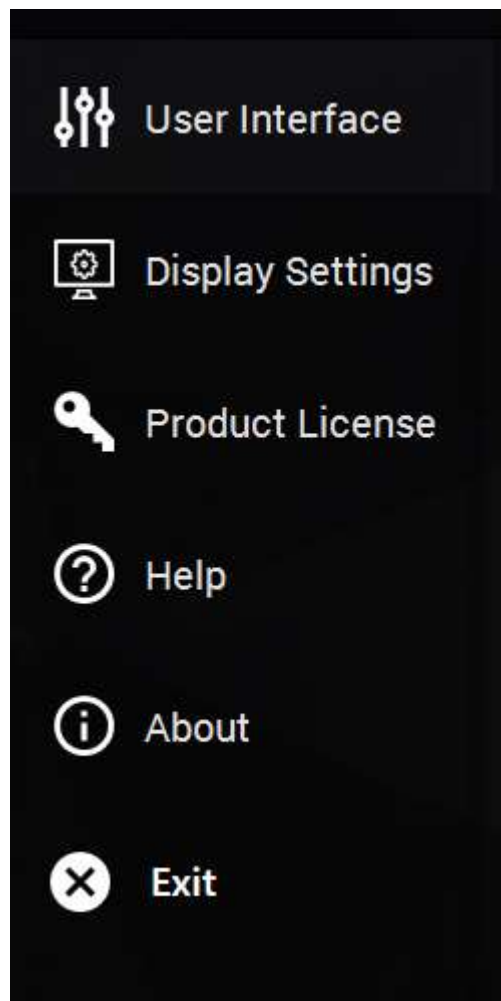 User Interface
Display Settings
Product License
Help
About
Exit